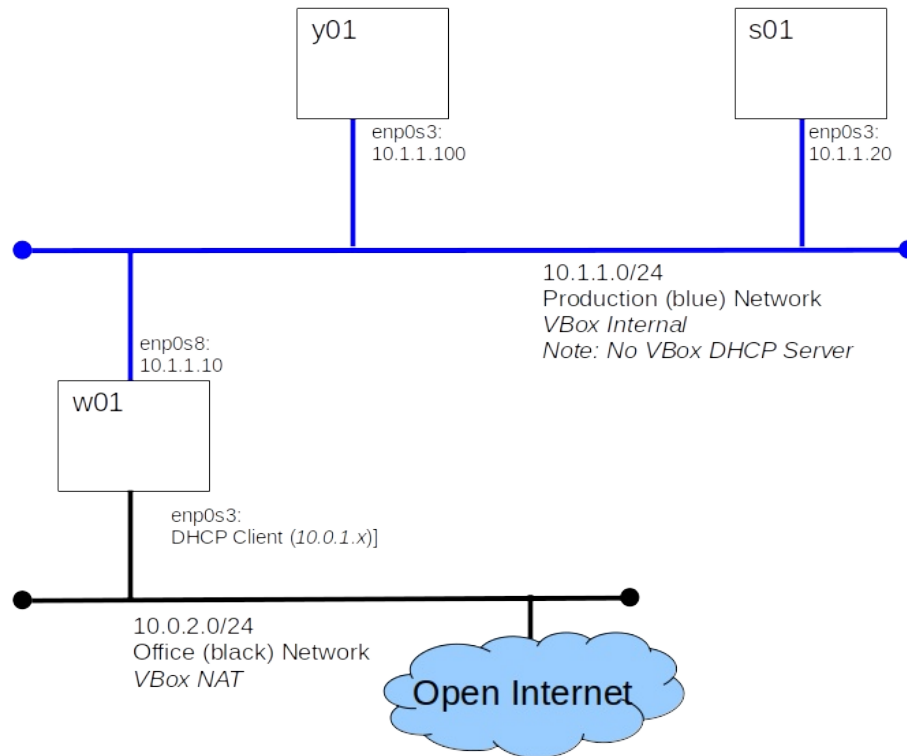 y01
s01
enp0s3:
10.1.1.100
enp0s3:
10.1.1.20
10.1.1.0/24
Production (blue) Network
VBox Internal
Note: No VBox DHCP Server
enp0s8:
10.1.1.10
w01
enp0s3:
DHCP Client (10.0.1.x)]
10.0.2.0/24
Office (black) Network
VBox NAT
Open Internet